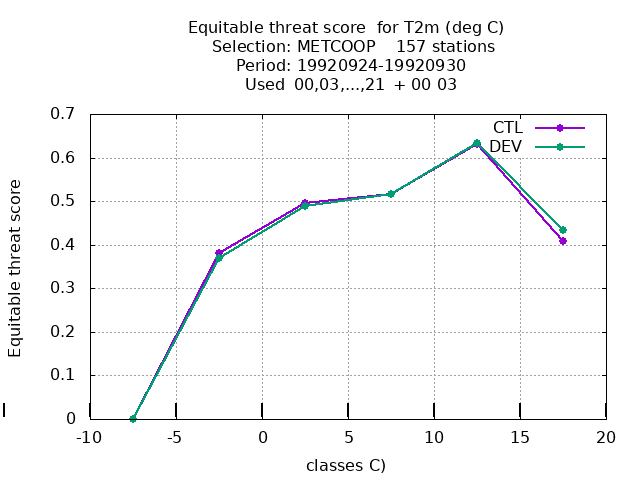 Equitable threat score  for T2m (deg C)
Selection: METCOOP    157 stations
Period: 19920924-19920930
Used  00,03,...,21  + 00 03
CTL
DEV
0.7
0.6
0.5
0.4
0.3
0.2
0.1
0
Equitable threat score
-10
-5
0
5
10
15
20
classes C)